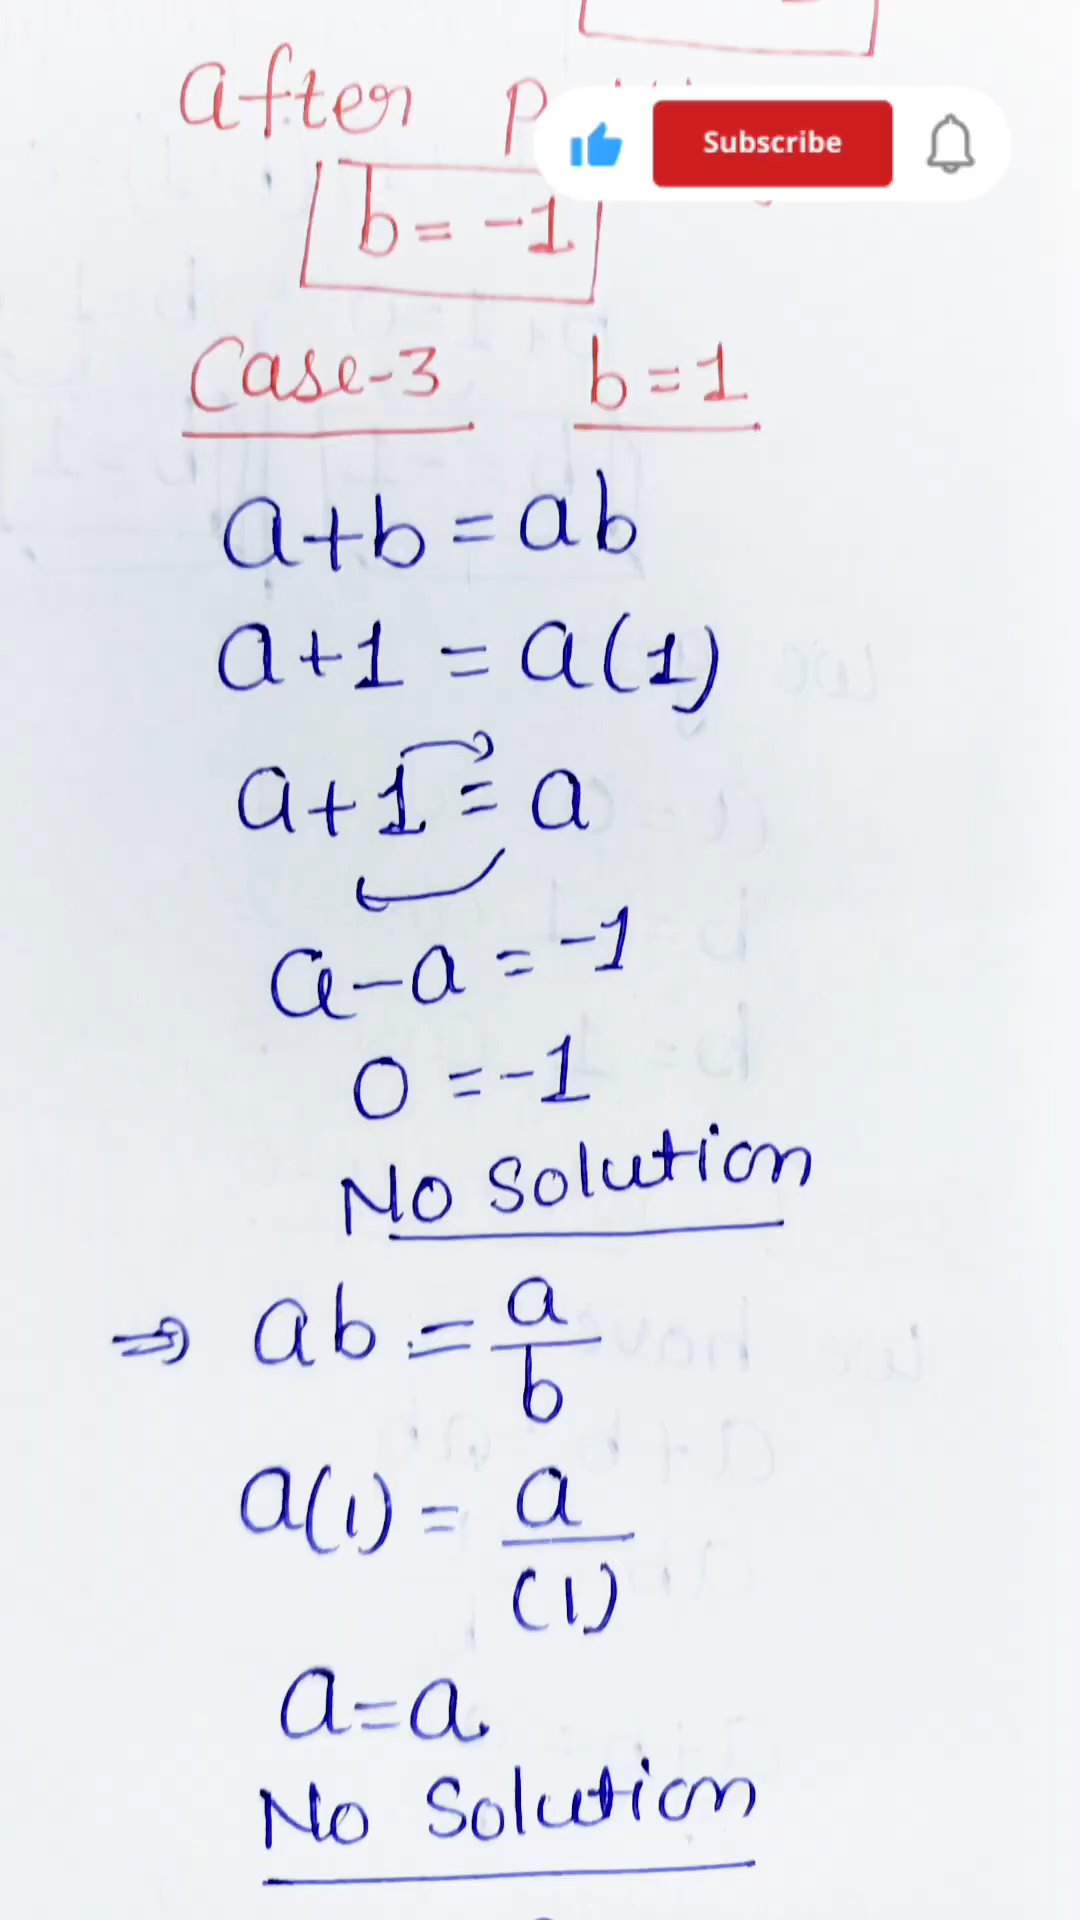 After
Subscribe
b = -1
Case-3 b = 1
a+b = ab
a+1 = a(1)
a+1 = a
a-a = -1
0 = -1
No Solution
⇒ ab = a/b
a(1) = a/(1)
a = a.
No Solution